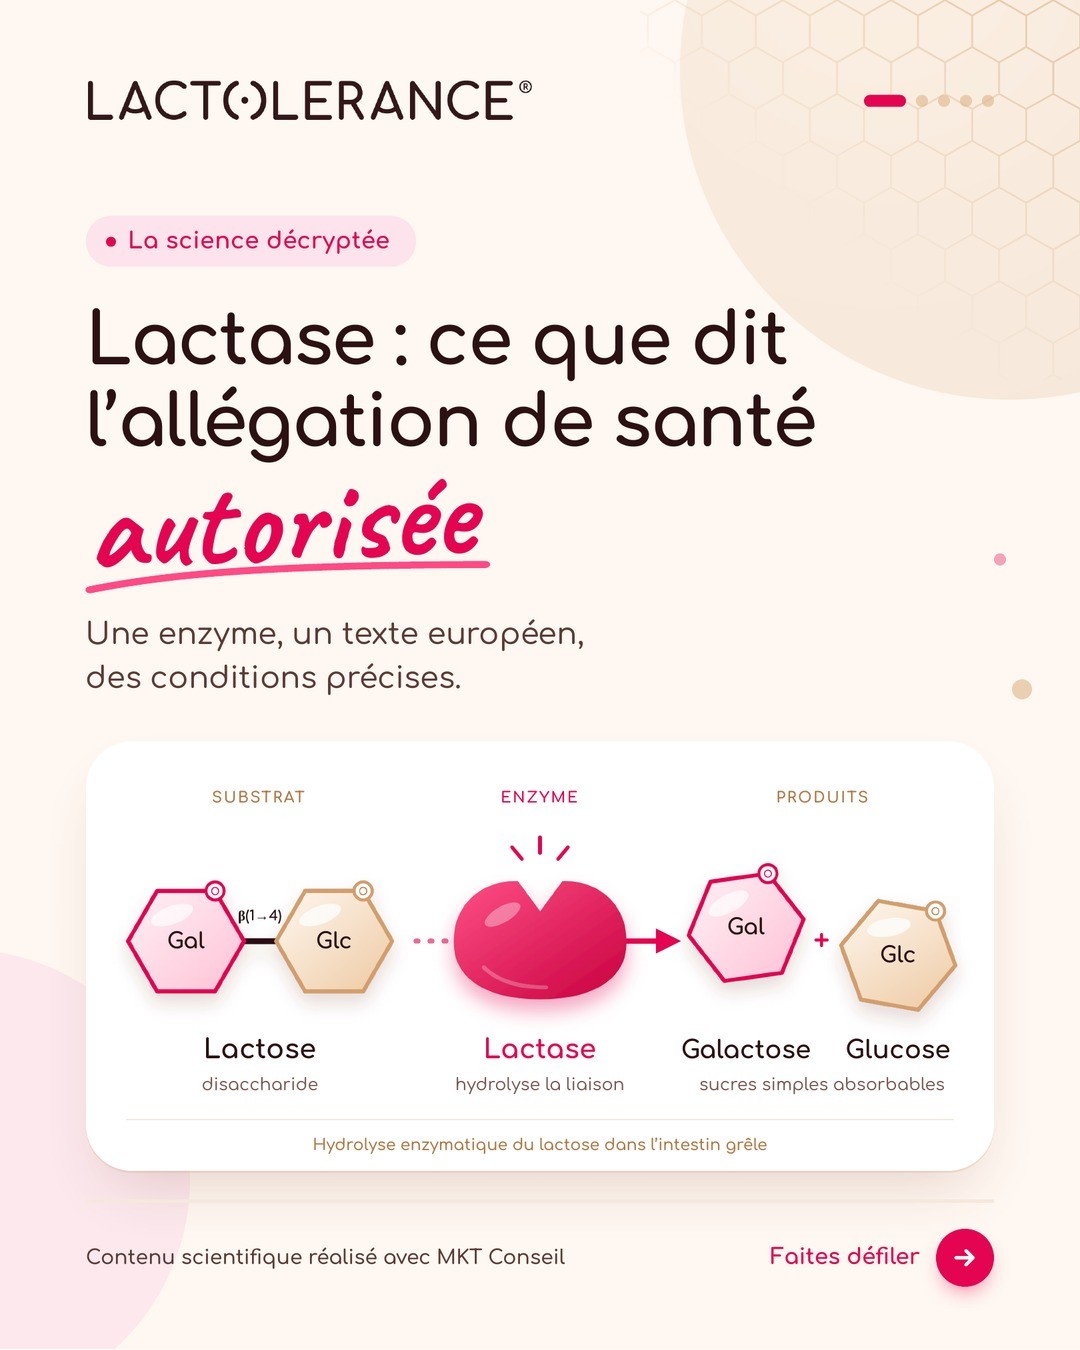 LACTOLERANCE®
La science décryptée
Lactase : ce que dit
l’allégation de santé
autorisée
Une enzyme, un texte européen,
des conditions précises.
SUBSTRAT
ENZYME
PRODUITS
Gal
β(1→4)
Glc
Gal
+
Glc
Lactose
Lactase
Galactose
Glucose
disaccharide
hydrolyse la liaison
sucres simples absorbables
Hydrolyse enzymatique du lactose dans l’intestin grêle
Contenu scientifique réalisé avec MKT Conseil
Faites défiler